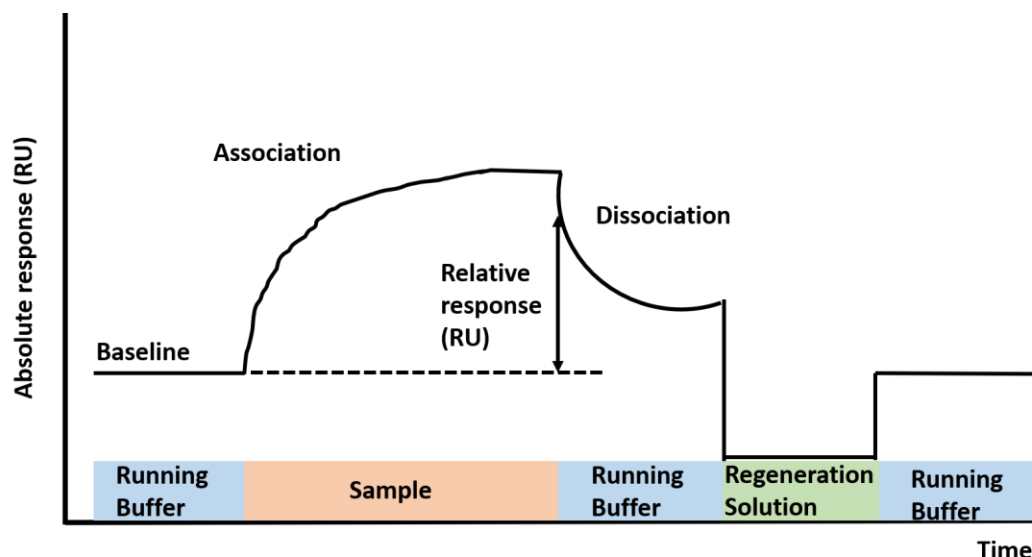 Absolute response (RU)
Association
Dissociation
Relative
response
(RU)
Baseline
Running
Buffer
Sample
Running
Buffer
Regeneration
Solution
Running
Buffer
Time